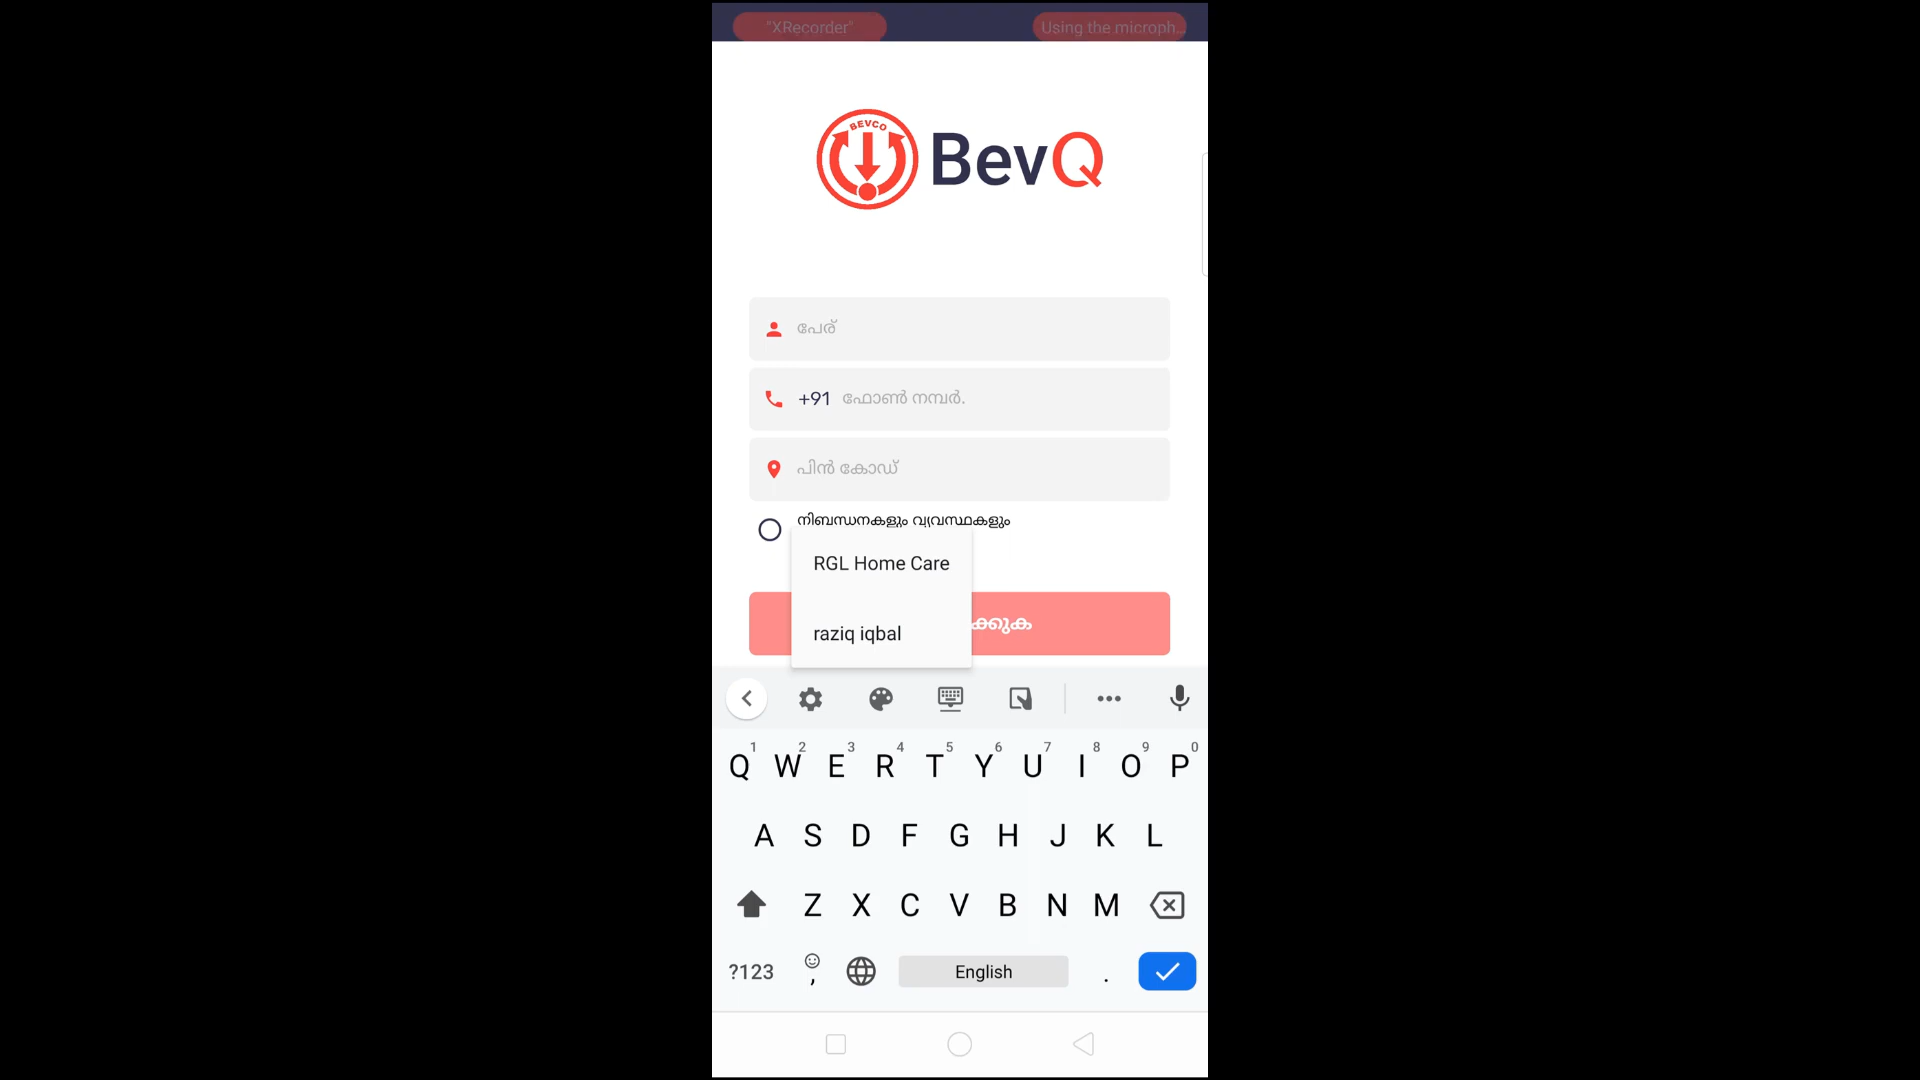 "XRecorder" Using the microph...
BEVCO
BevQ
പേര്
+91 ഫോൺ നമ്പർ.
പിൻ കോഡ്
നിബന്ധനകളും വ്യവസ്ഥകളും
RGL Home Care
ക്കുക
raziq iqbal
1 2 3 4 5 6 7 8 9 0
Q W E R T Y U I O P
A S D F G H J K L
Z X C V B N M
?123 , English .